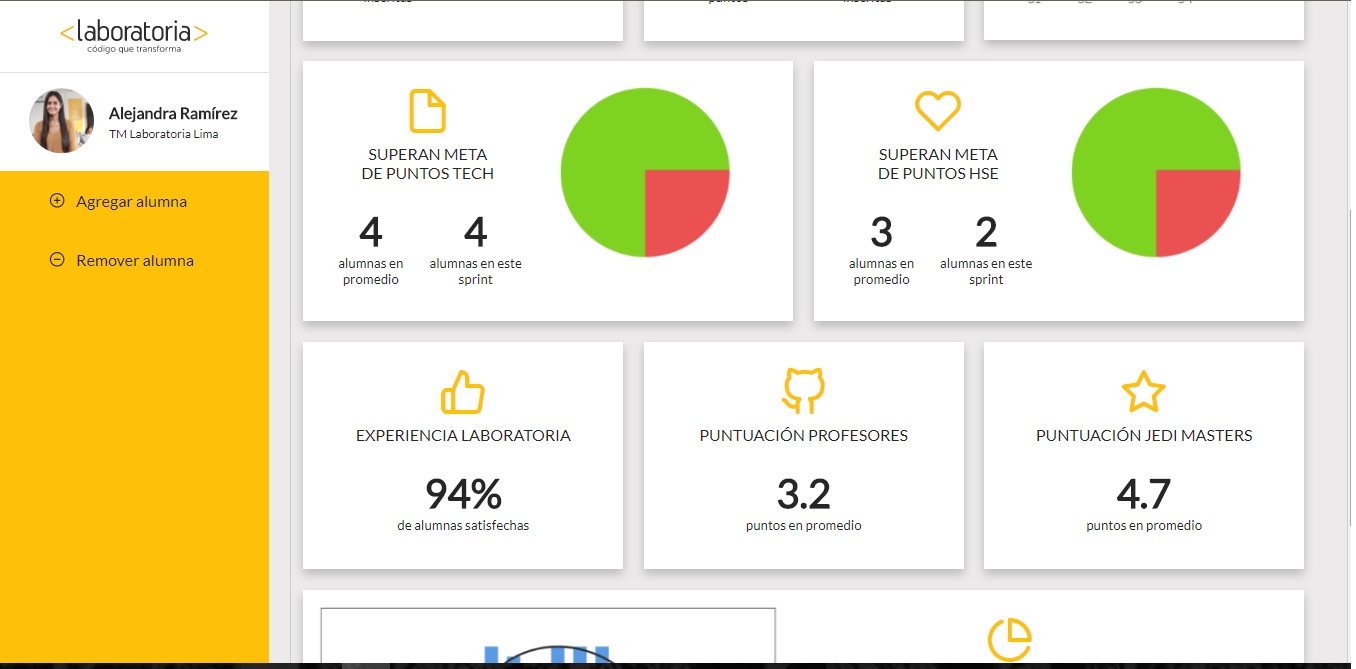 <laboratoria>
código que transforma
Alejandra Ramírez
TM Laboratoria Lima
Agregar alumna
Remover alumna
SUPERAN META
DE PUNTOS TECH
4
alumnas en
promedio
4
alumnas en este
sprint
SUPERAN META
DE PUNTOS HSE
3
alumnas en
promedio
2
alumnas en este
sprint
EXPERIENCIA LABORATORIA
94%
de alumnas satisfechas
PUNTUACIÓN PROFESORES
3.2
puntos en promedio
PUNTUACIÓN JEDI MASTERS
4.7
puntos en promedio